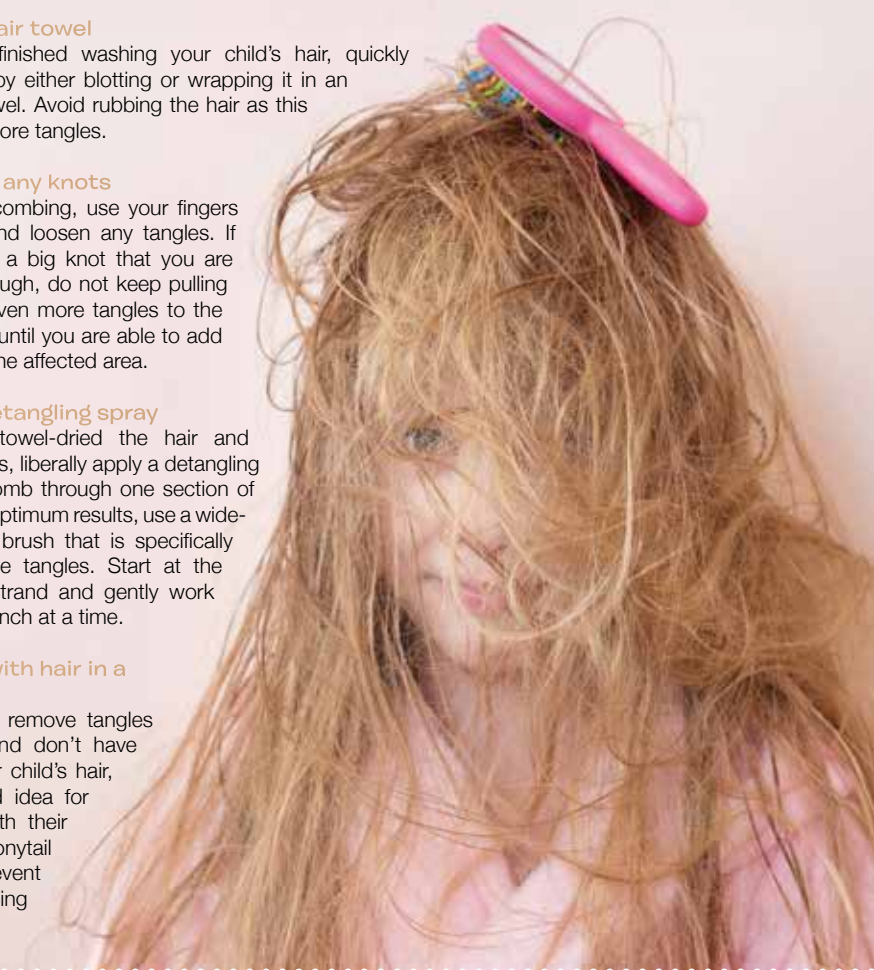 air towel
finished washing your child's hair, quickly
by either blotting or wrapping it in an
wel. Avoid rubbing the hair as this
ore tangles.
any knots
combing, use your fingers
nd loosen any tangles. If
a big knot that you are
ugh, do not keep pulling
ven more tangles to the
until you are able to add
he affected area.
etangling spray
towel-dried the hair and
s, liberally apply a detangling
omb through one section of
ptimum results, use a wide-
brush that is specifically
e tangles. Start at the
trand and gently work
nch at a time.
with hair in a
remove tangles
nd don't have
r child's hair,
d idea for
th their
onytail
event
ing